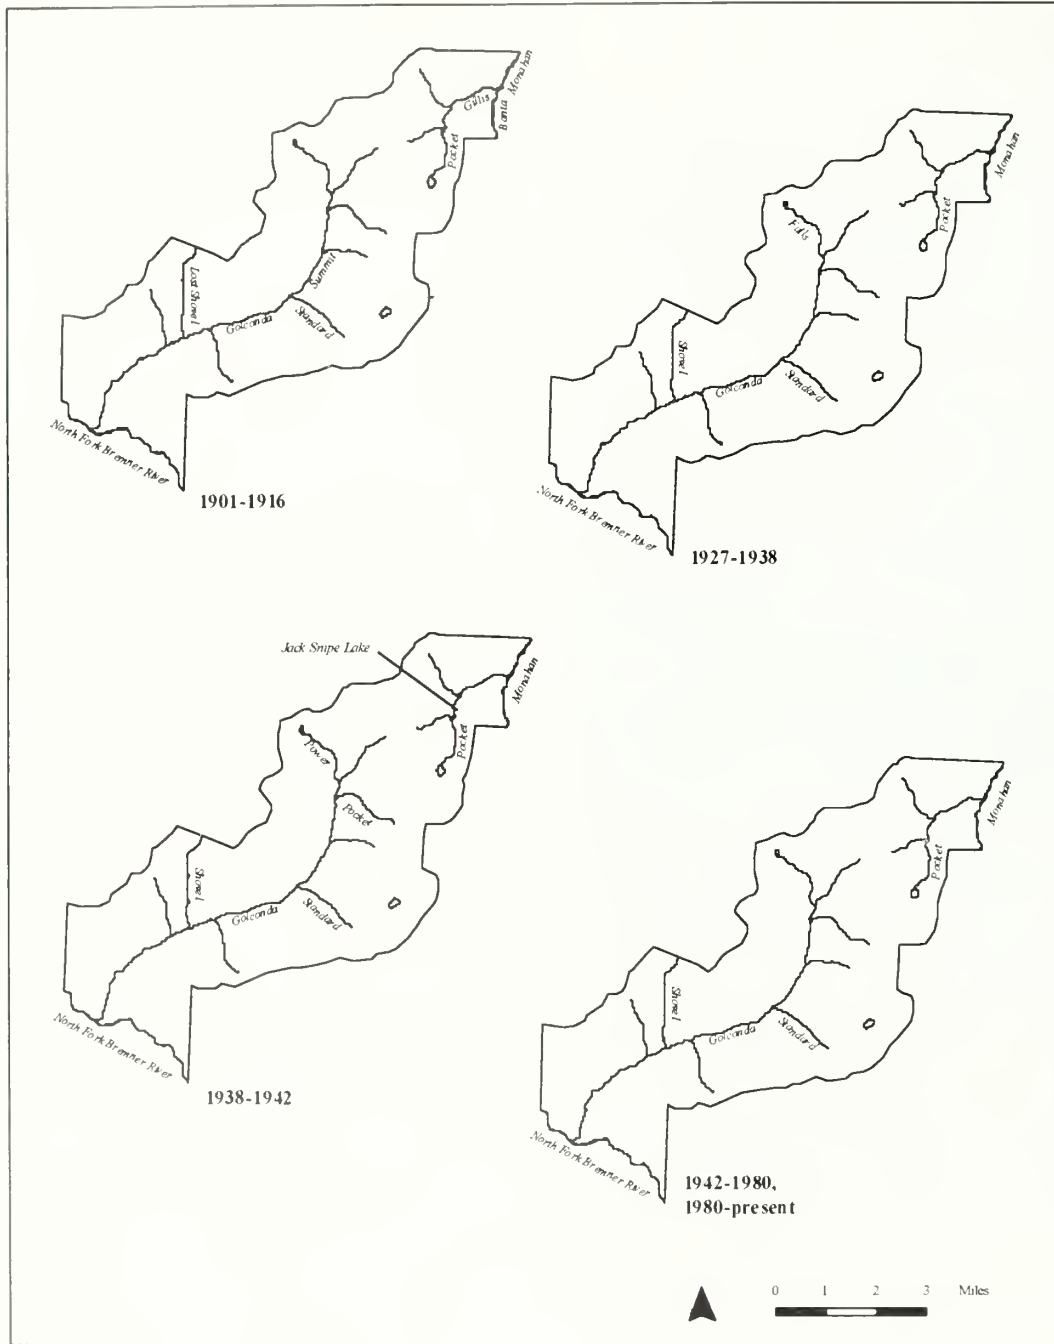 Monahan
Gillis
Banta
Pocket
Summit
Lost Shovel
Golconda
Standard
North Fork Bremner River
1901-1916
Monahan
Pocket
Falls
Shovel
Golconda
Standard
North Fork Bremner River
1927-1938
Jack Snipe Lake
Monahan
Pocket
Power
Pocket
Shovel
Golconda
Standard
North Fork Bremner River
1938-1942
Monahan
Pocket
Shovel
Golconda
Standard
North Fork Bremner River
1942-1980,
1980-present
0 1 2 3 Miles